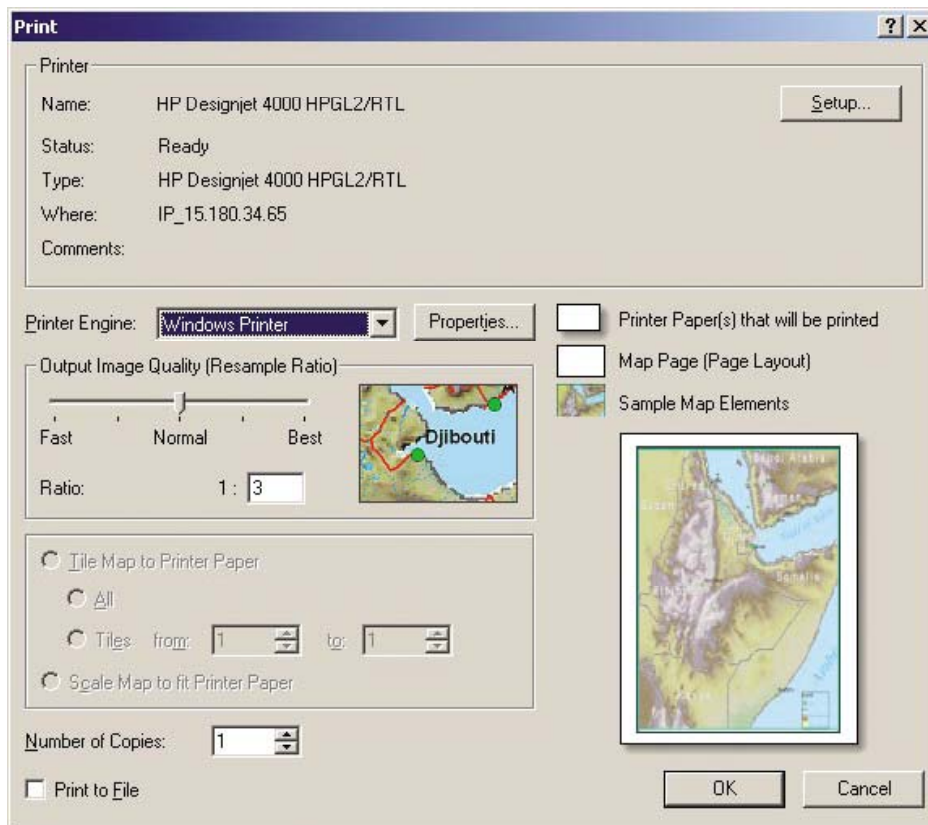 Print
Printer
Name: HP Designjet 4000 HPGL2/RTL
Setup...
Status: Ready
Type: HP Designjet 4000 HPGL2/RTL
Where: IP_15.180.34.65
Comments:
Printer Engine: Windows Printer Properties...
Printer Paper(s) that will be printed
Map Page (Page Layout)
Sample Map Elements
Output Image Quality (Resample Ratio)
Fast Normal Best
Djibouti
Ratio: 1 : 3
Tile Map to Printer Paper
All
Tiles from: 1 to: 1
Scale Map to fit Printer Paper
Somalia
Number of Copies: 1
Print to File
OK Cancel